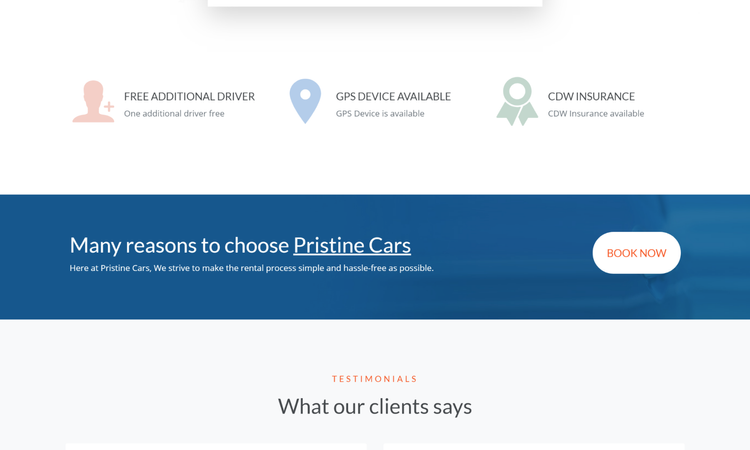 FREE ADDITIONAL DRIVER
One additional driver free
GPS DEVICE AVAILABLE
GPS Device is available
CDW INSURANCE
CDW Insurance available
Many reasons to choose Pristine Cars
Here at Pristine Cars, We strive to make the rental process simple and hassle-free as possible.
BOOK NOW
TESTIMONIALS
What our clients says